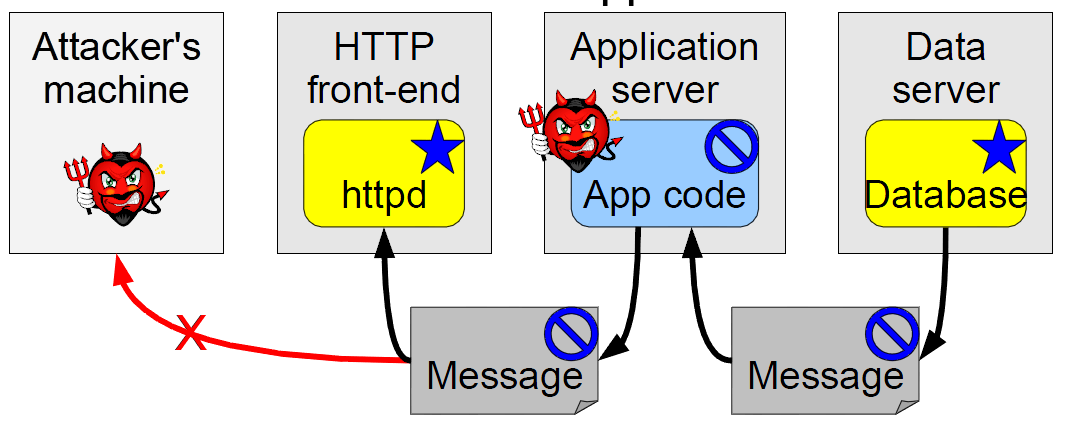 Attacker's
machine
HTTP
front-end
Application
server
Data
server
httpd
App code
Database
X
Message
Message